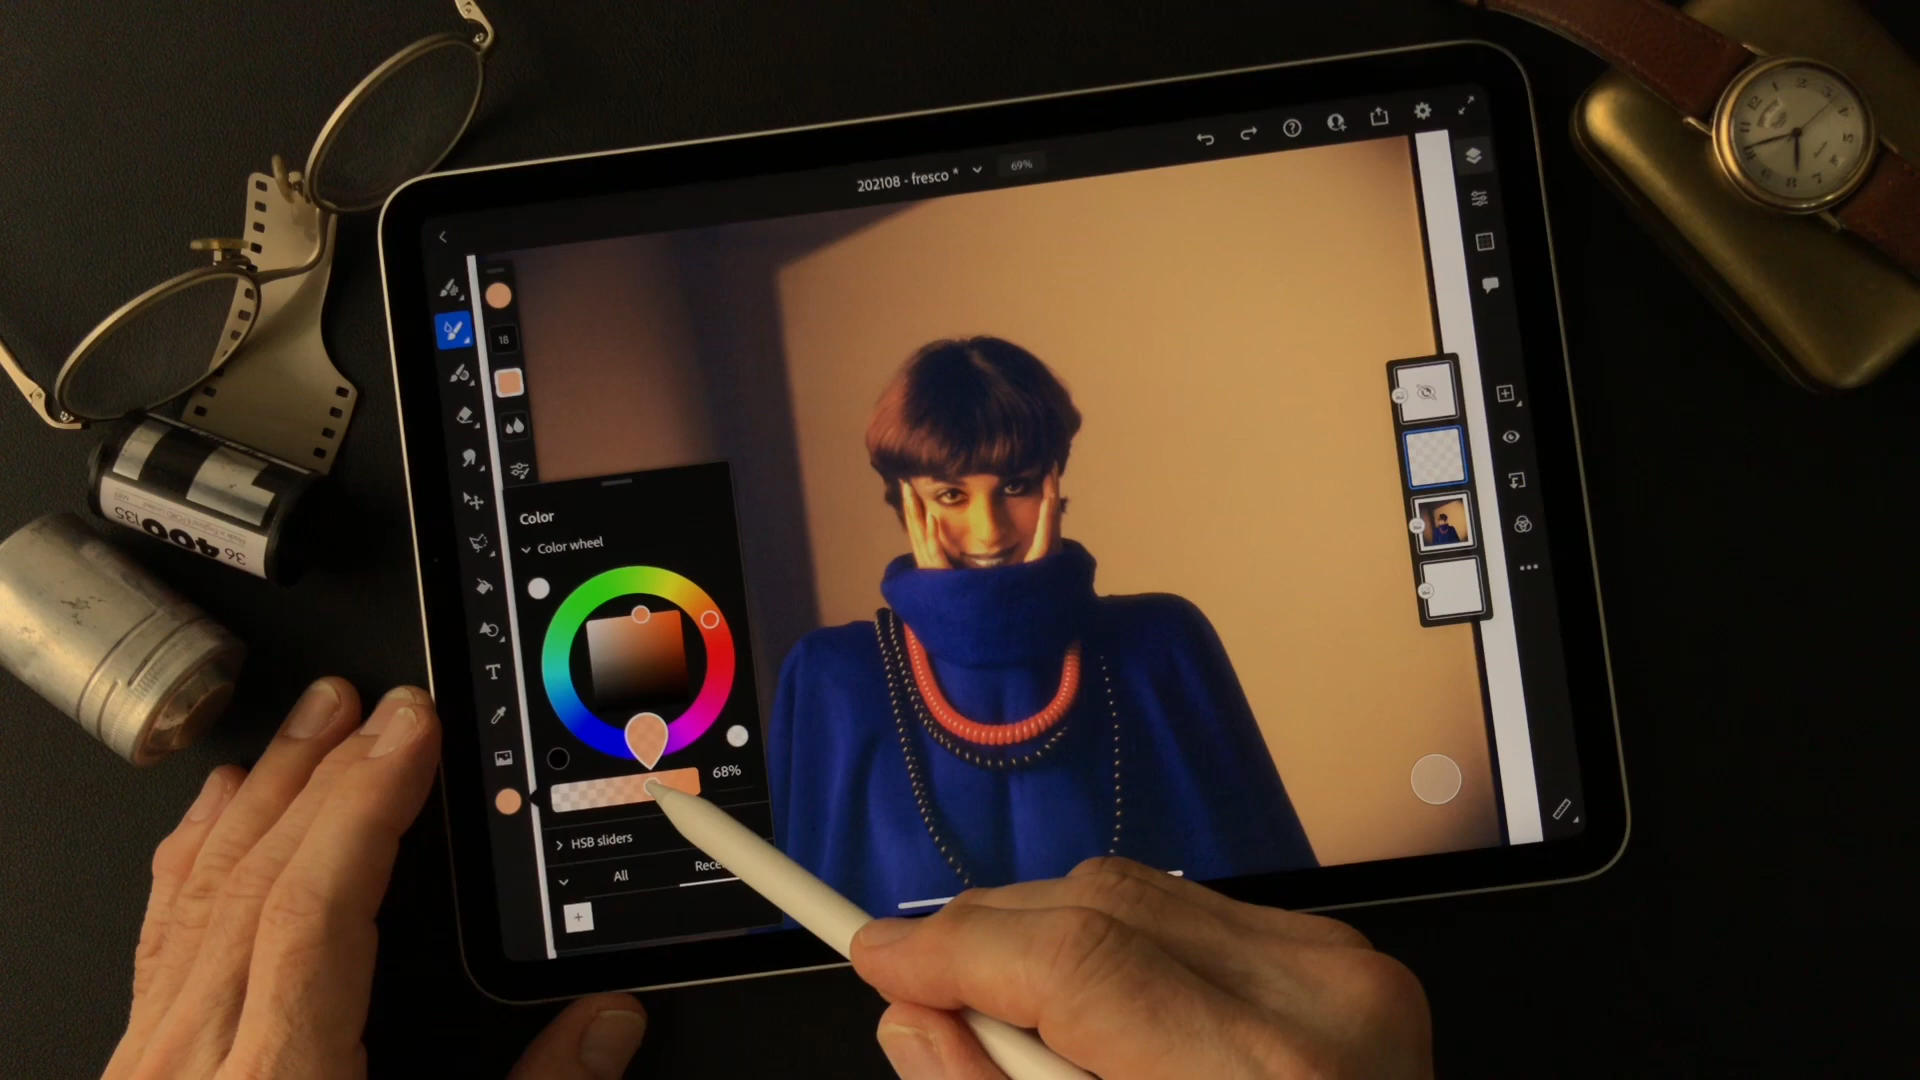 202108 - fresco *
69%
18
Color
Color wheel
68%
HSB sliders
All
Rece
T
400
135
36